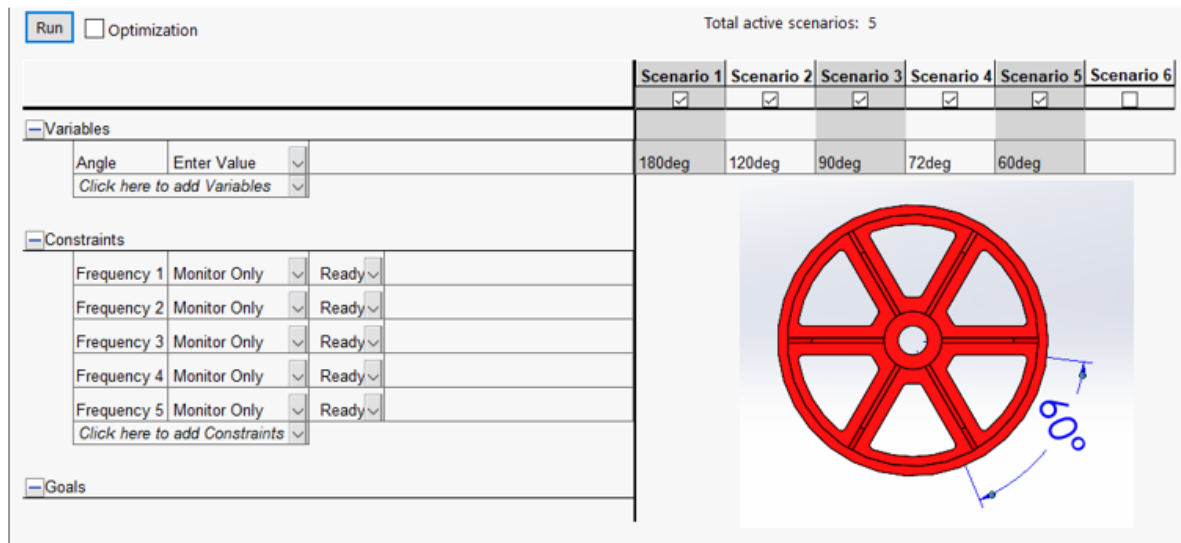 Run Optimization Total active scenarios: 5
Scenario 1 Scenario 2 Scenario 3 Scenario 4 Scenario 5 Scenario 6
Variables
Angle Enter Value 180deg 120deg 90deg 72deg 60deg
Click here to add Variables
Constraints
Frequency 1 Monitor Only Ready
Frequency 2 Monitor Only Ready
Frequency 3 Monitor Only Ready
Frequency 4 Monitor Only Ready
Frequency 5 Monitor Only Ready
Click here to add Constraints
60°
Goals